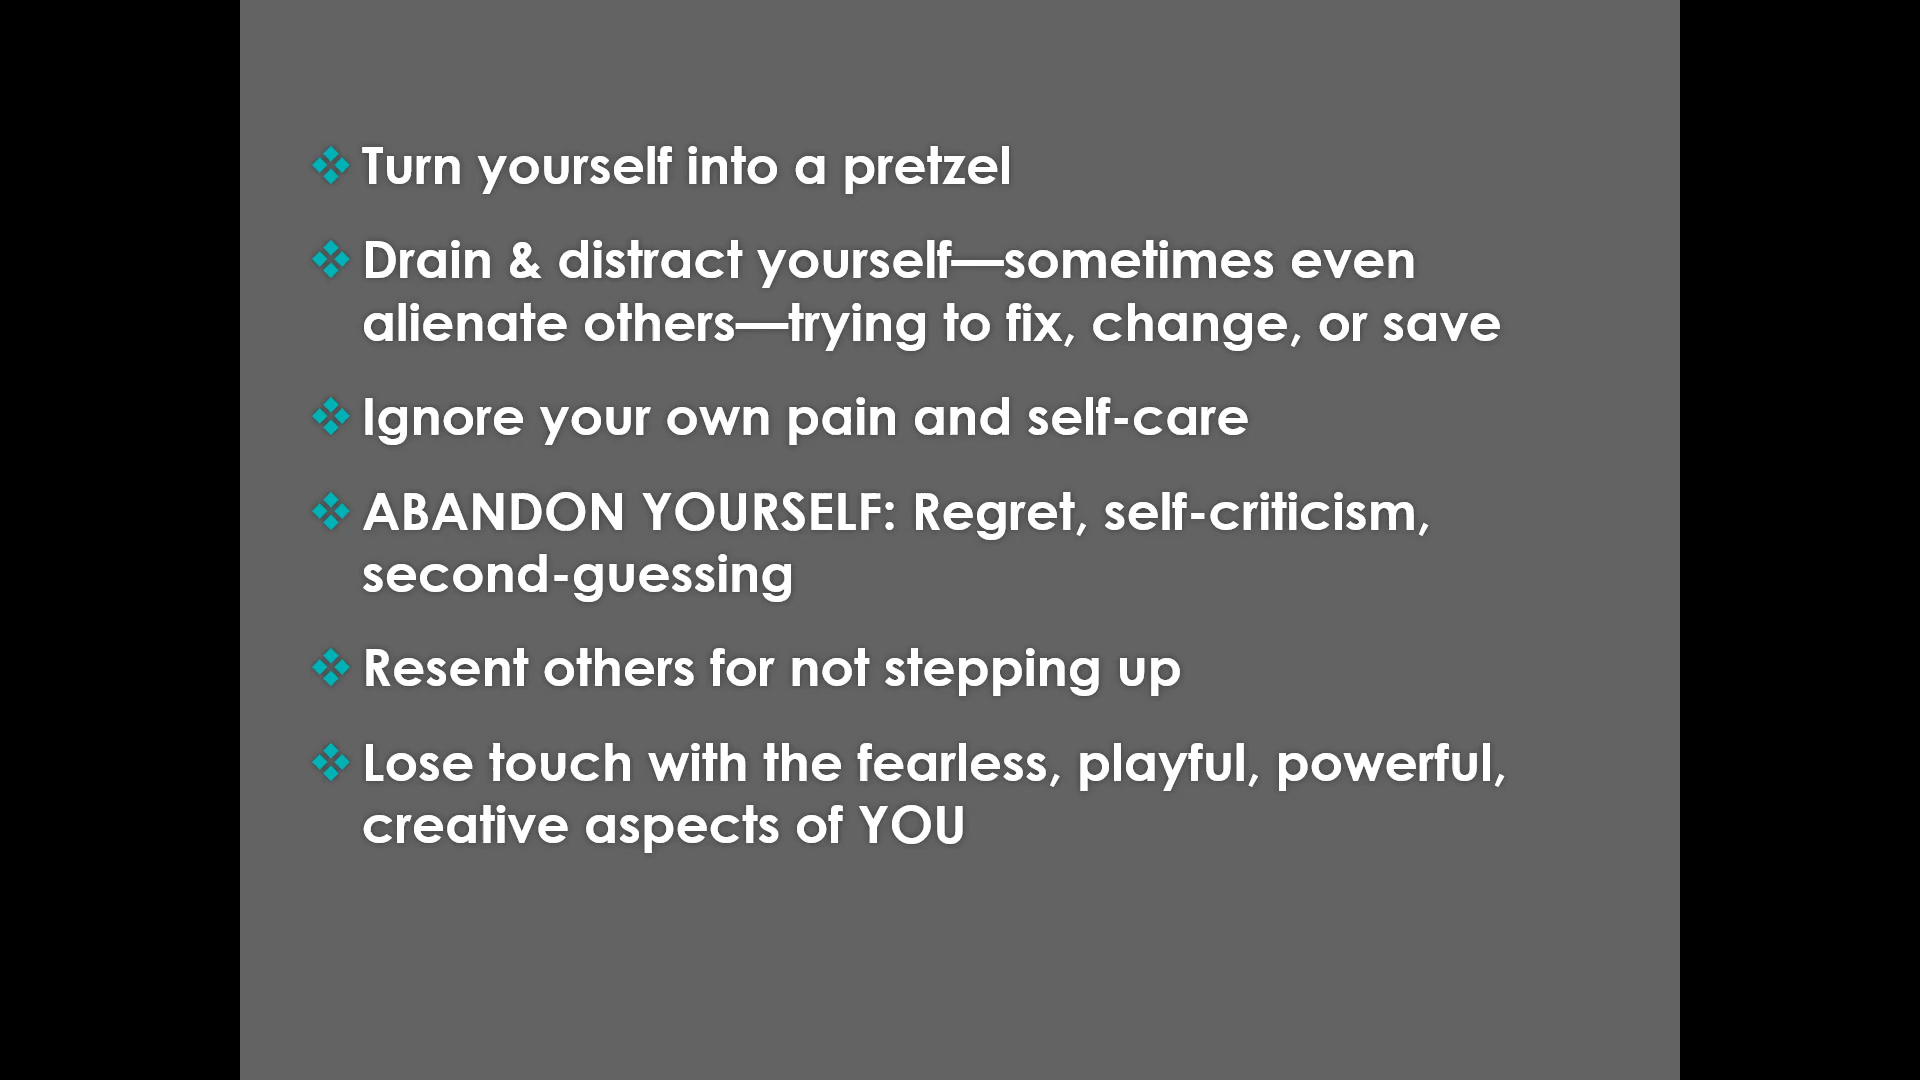 ❖ Turn yourself into a pretzel
❖ Drain & distract yourself—sometimes even
alienate others—trying to fix, change, or save
❖ Ignore your own pain and self-care
❖ ABANDON YOURSELF: Regret, self-criticism,
second-guessing
❖ Resent others for not stepping up
❖ Lose touch with the fearless, playful, powerful,
creative aspects of YOU